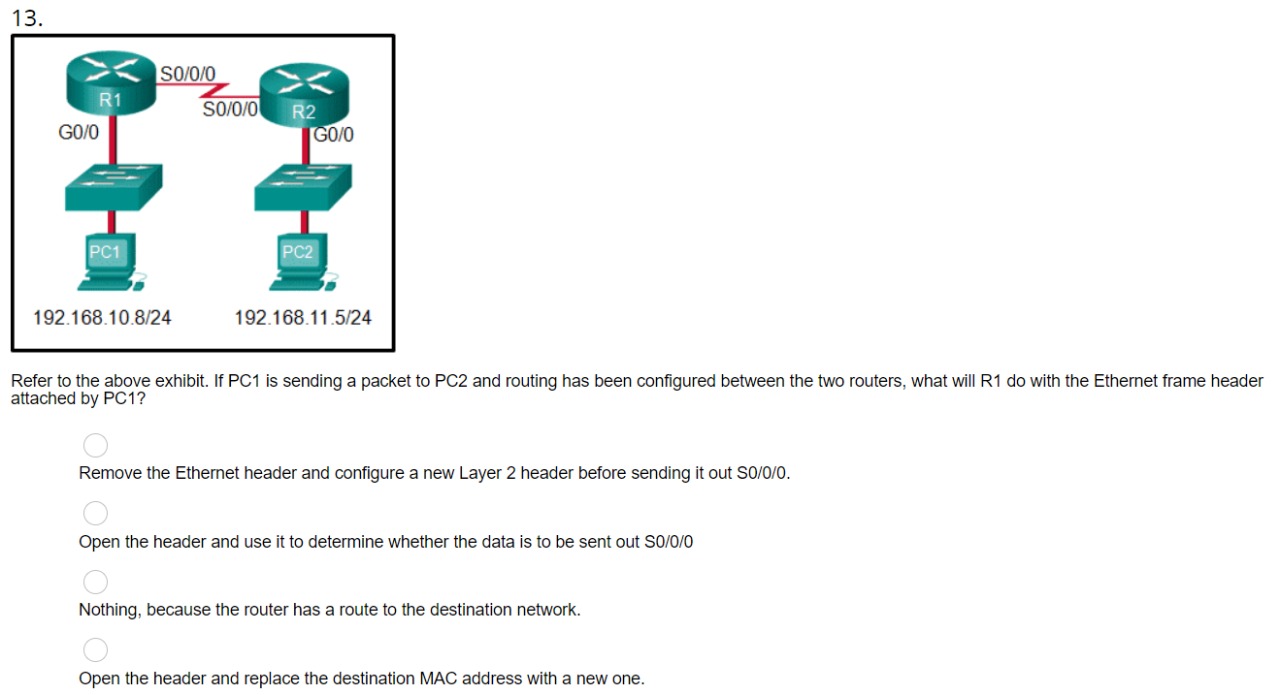 13.
S0/0/0
R1
S0/0/0
R2
G0/0
G0/0
PC1
PC2
192.168.10.8/24
192.168.11.5/24
Refer to the above exhibit. If PC1 is sending a packet to PC2 and routing has been configured between the two routers, what will R1 do with the Ethernet frame header
attached by PC1?
Remove the Ethernet header and configure a new Layer 2 header before sending it out S0/0/0.
Open the header and use it to determine whether the data is to be sent out S0/0/0
Nothing, because the router has a route to the destination network.
Open the header and replace the destination MAC address with a new one.